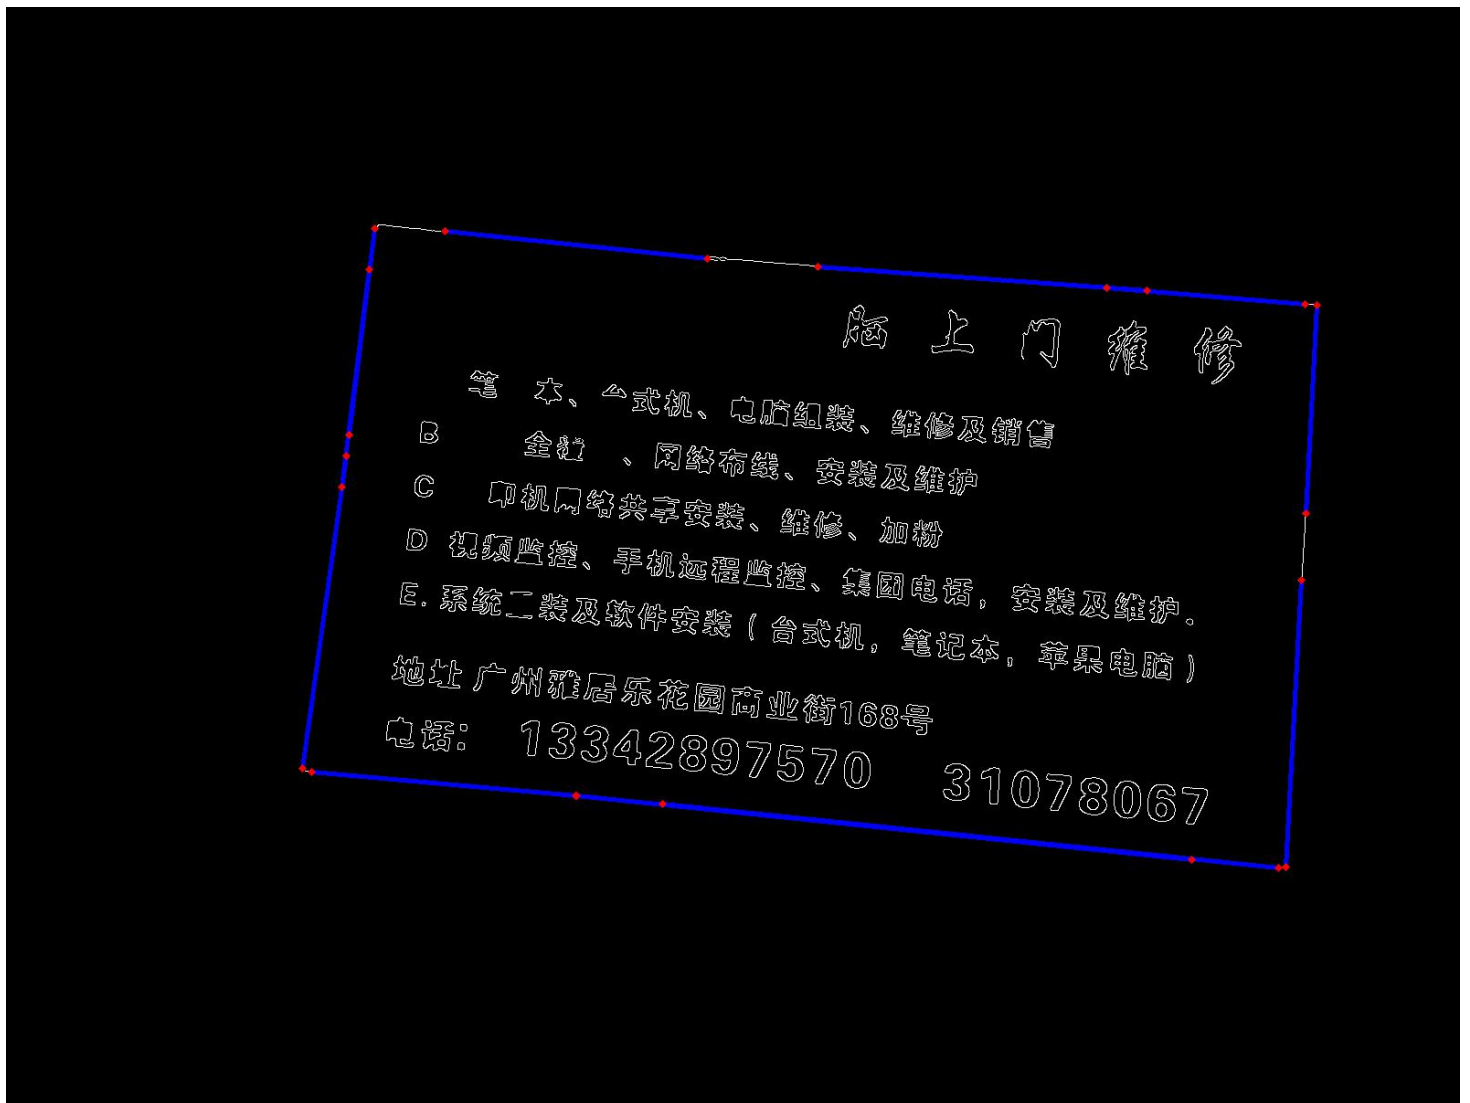 脑上门维修
笔 本、台式机、电脑组装、维修及销售
B 全 、网络布线、安装及维护
C 印机网络共享安装、维修、加粉
D 视频监控、手机远程监控、集团电话，安装及维护.
E. 系统二装及软件安装（台式机，笔记本，苹果电脑）
地址 广州雅居乐花园商业街168号
电话: 13342897570 31078067